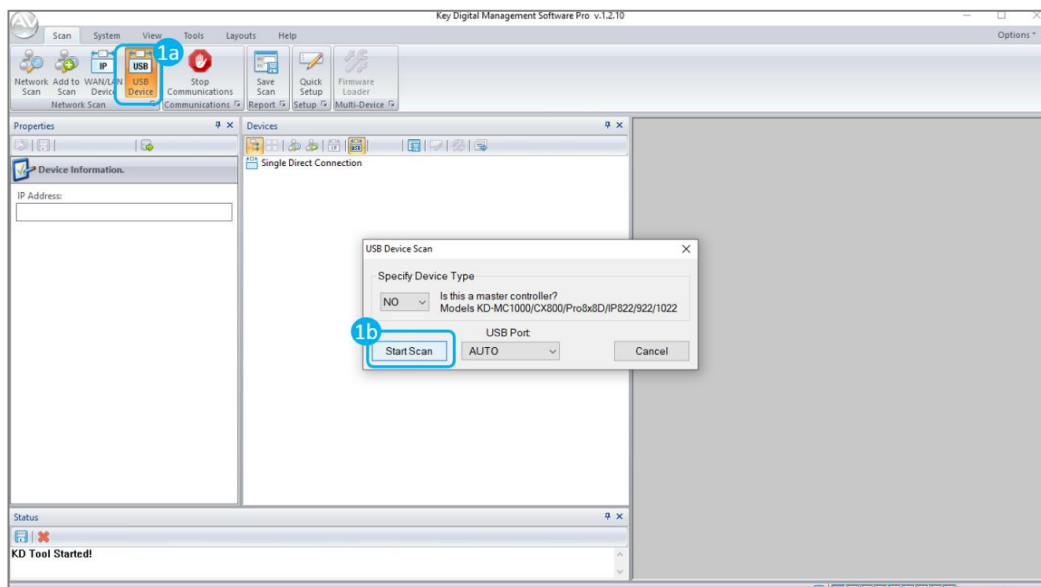 Key Digital Management Software Pro v.1.2.10
AV
Scan System View Tools Layouts Help Options
1a
IP USB
Network Scan Add to Scan WAN/LAN Device USB Device Stop Communications Save Scan Quick Setup Firmware Loader
Network Scan Communications Report Setup Multi-Device
Properties Devices
Device Information. Single Direct Connection
IP Address:
USB Device Scan
Specify Device Type
NO Is this a master controller?
Models KD-MC1000/CX800/Pro8x8D/IP822/922/1022
1b
USB Port
Start Scan AUTO Cancel
Status
KD Tool Started!